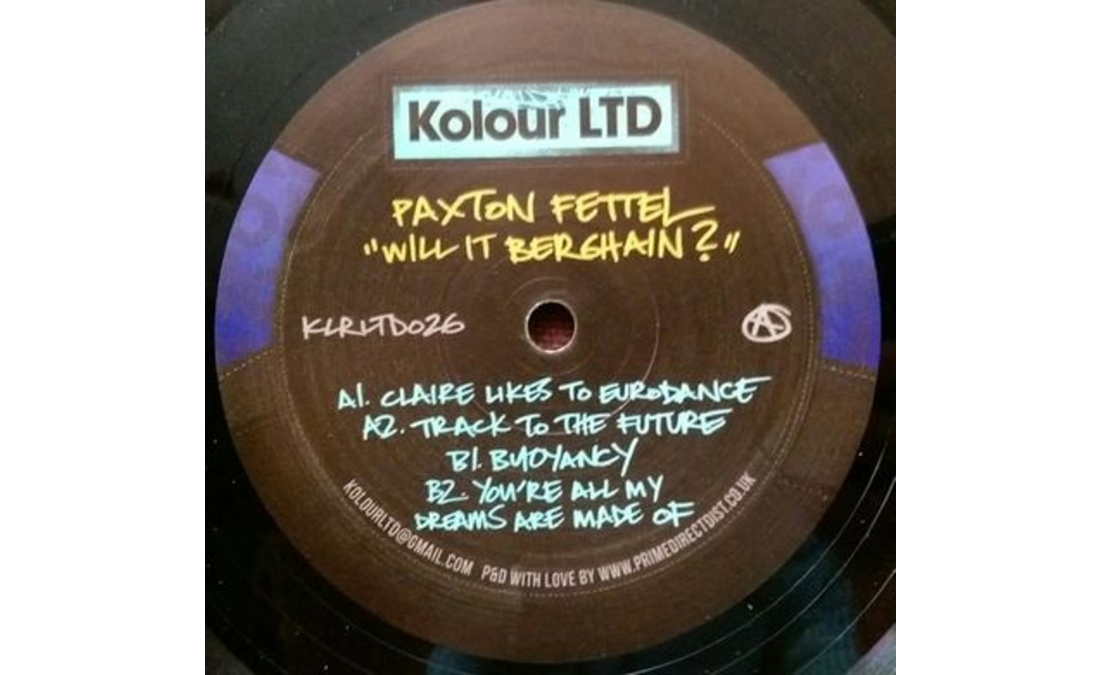 Kolour LTD
PAXTON FETTEL
"WILL IT BERGHAIN?"
KLRLTD026
A1. CLAIRE LIKES TO EURODANCE
A2. TRACK TO THE FUTURE
B1. BUOYANCY
B2. YOU'RE ALL MY
DREAMS ARE MADE OF
KOLOURLTD@GMAIL.COM P&D WITH LOVE BY WWW.PRIMEDIRECTDIST.CO.UK